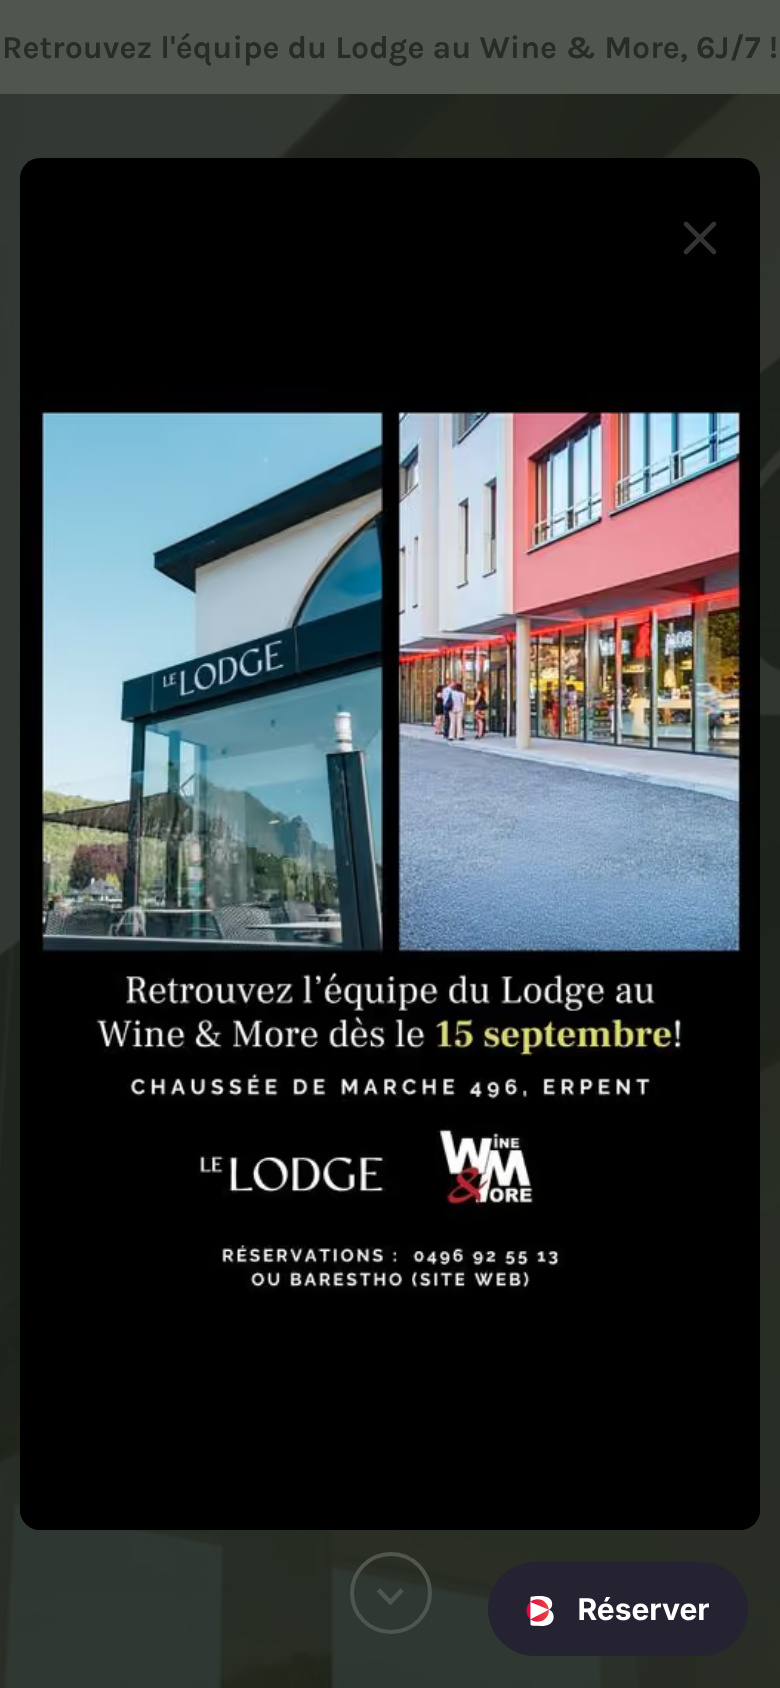 Retrouvez l'équipe du Lodge au Wine & More, 6J/7 !
LE LODGE
Retrouvez l’équipe du Lodge au
Wine & More dès le 15 septembre!
CHAUSSÉE DE MARCHE 496, ERPENT
LE LODGE
WINE
& MORE
RÉSERVATIONS : 0496 92 55 13
OU BARESTHO (SITE WEB)
Réserver